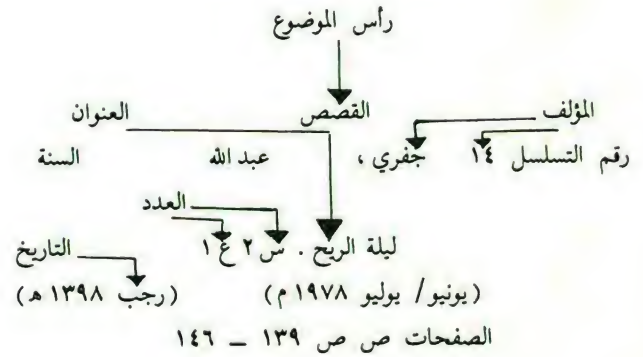 رأس الموضوع
المؤلف القصص العنوان
رقم التسلسل ١٤ جفري ، عبد الله السنة
العدد
ليلة الريح . س ٢ ع ١ التاريخ
(يونيو/ يوليو ١٩٧٨ م) (رجب ١٣٩٨ هـ)
الصفحات ص ص ١٣٩ – ١٤٦